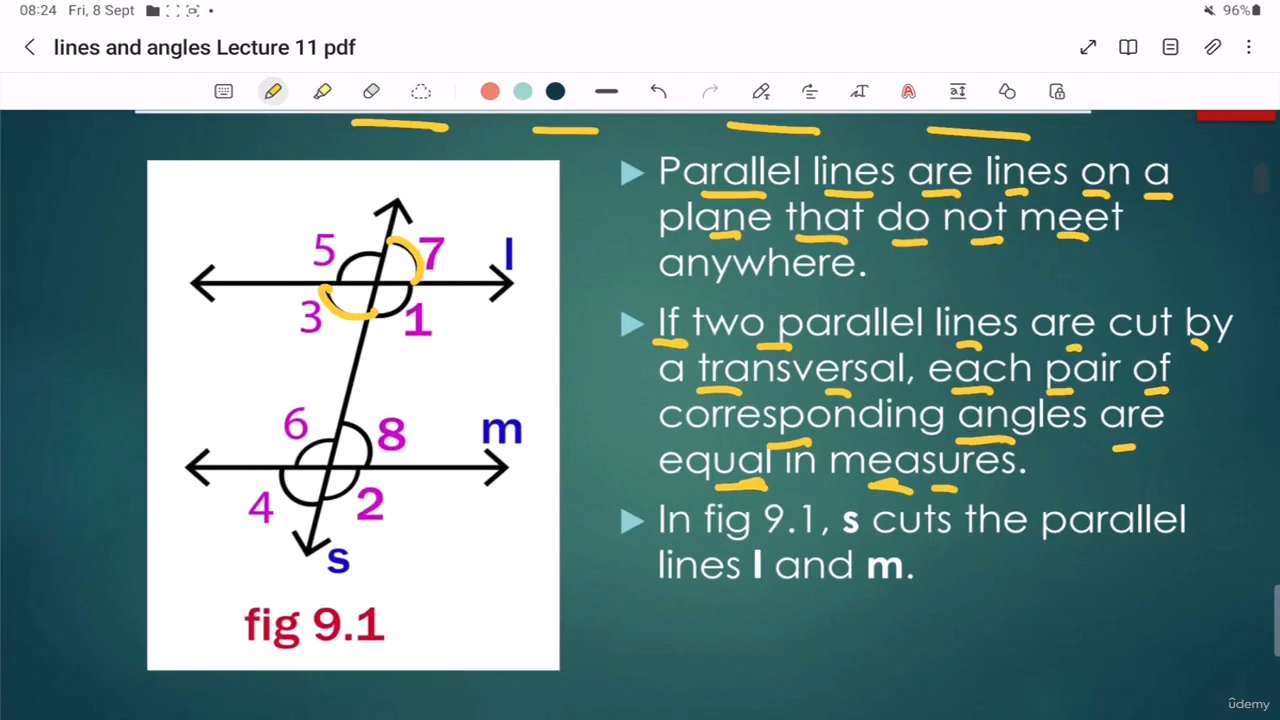 08:24 Fri, 8 Sept 96%
lines and angles Lecture 11 pdf
Parallel lines are lines on a
plane that do not meet
anywhere.
If two parallel lines are cut by
a transversal, each pair of
corresponding angles are
equal in measures.
In fig 9.1, s cuts the parallel
lines l and m.
5 7 l
3 1
6 8 m
4 2
s
fig 9.1
ûdemy